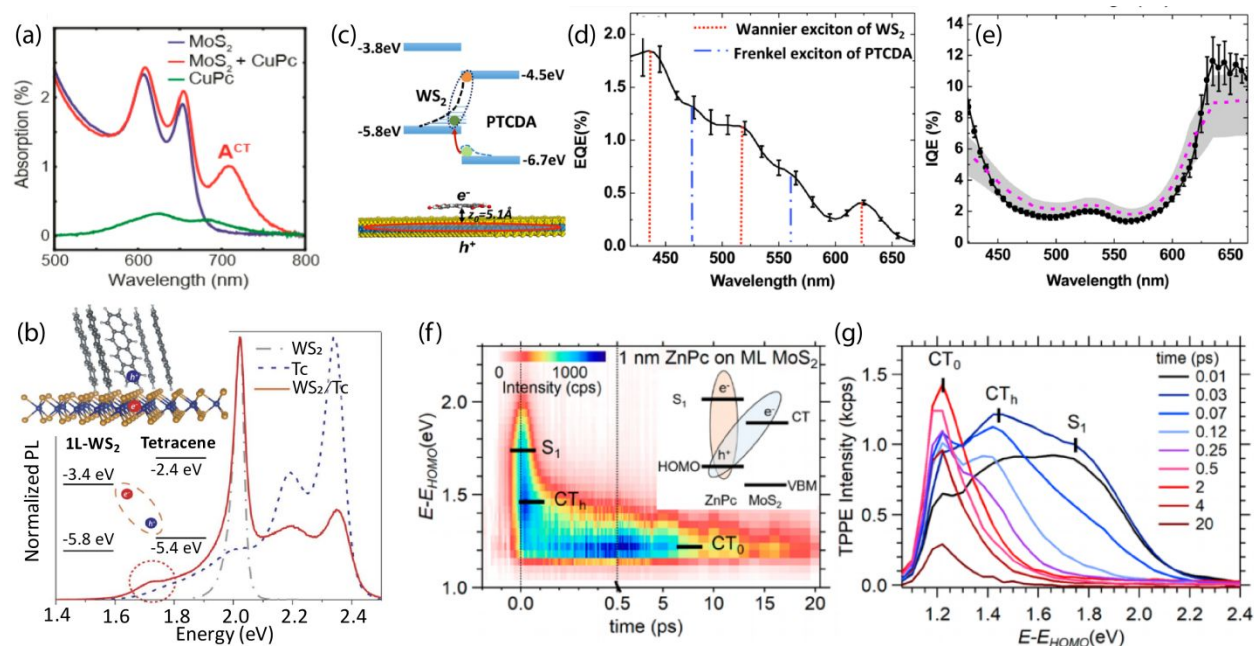 (a)
MoS₂
MoS₂ + CuPc
CuPc
Aᶜᵀ
Absorption (%)
2
1
0
500 600 700 800
Wavelength (nm)
(c)
-3.8eV
-4.5eV
WS₂
-5.8eV
PTCDA
-6.7eV
e⁻
z₀=5.1Å
h⁺
(d)
Wannier exciton of WS₂
Frenkel exciton of PTCDA
EQE(%)
2.0
1.5
1.0
0.5
0.0
450 500 550 600 650
Wavelength (nm)
(e)
IQE(%)
14
12
10
8
6
4
2
0
450 500 550 600 650
Wavelength (nm)
(b)
WS₂
Tc
WS₂/Tc
h⁺
e⁻
1L-WS₂ Tetracene
-3.4 eV
-2.4 eV
e⁻
h⁺
-5.8 eV
-5.4 eV
Normalized PL
1.4 1.6 1.8 2.0 2.2 2.4
Energy (eV)
(f)
1 nm ZnPc on ML MoS₂
0 1000
Intensity (cps)
S₁
e⁻
e⁻
CT
h⁺
HOMO
VBM
ZnPc MoS₂
S₁
CTₕ
CT₀
E-E_HOMO(eV)
2.0
1.8
1.6
1.4
1.2
1.0
0.0 0.5 10 15 20
time (ps)
(g)
CT₀
CTₕ
S₁
time (ps)
0.01
0.03
0.07
0.12
0.25
0.5
2
4
20
TPPE Intensity (kcps)
1.5
1.0
0.5
0.0
1.2 1.4 1.6 1.8 2.0 2.2 2.4
E-E_HOMO(eV)